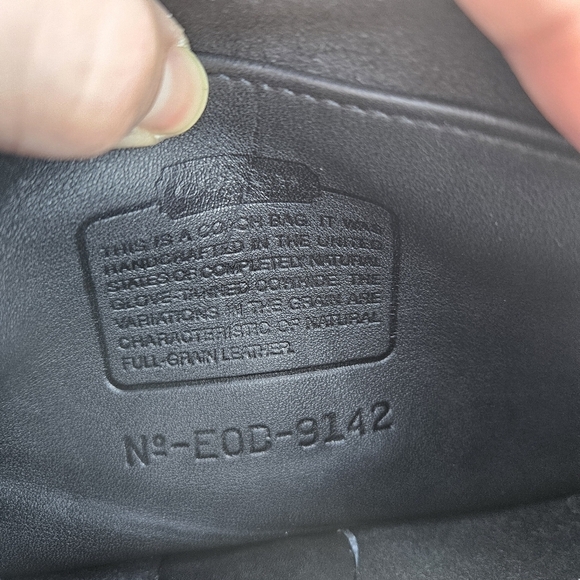 THIS IS A COACH BAG. IT WAS
HANDCRAFTED IN THE UNITED
STATES OF COMPLETELY NATURAL
GLOVE-TANNED COWHIDE. THE
VARIATIONS IN THE GRAIN ARE
CHARACTERISTIC OF NATURAL
FULL-GRAIN LEATHER.
Nº-EOD-9142